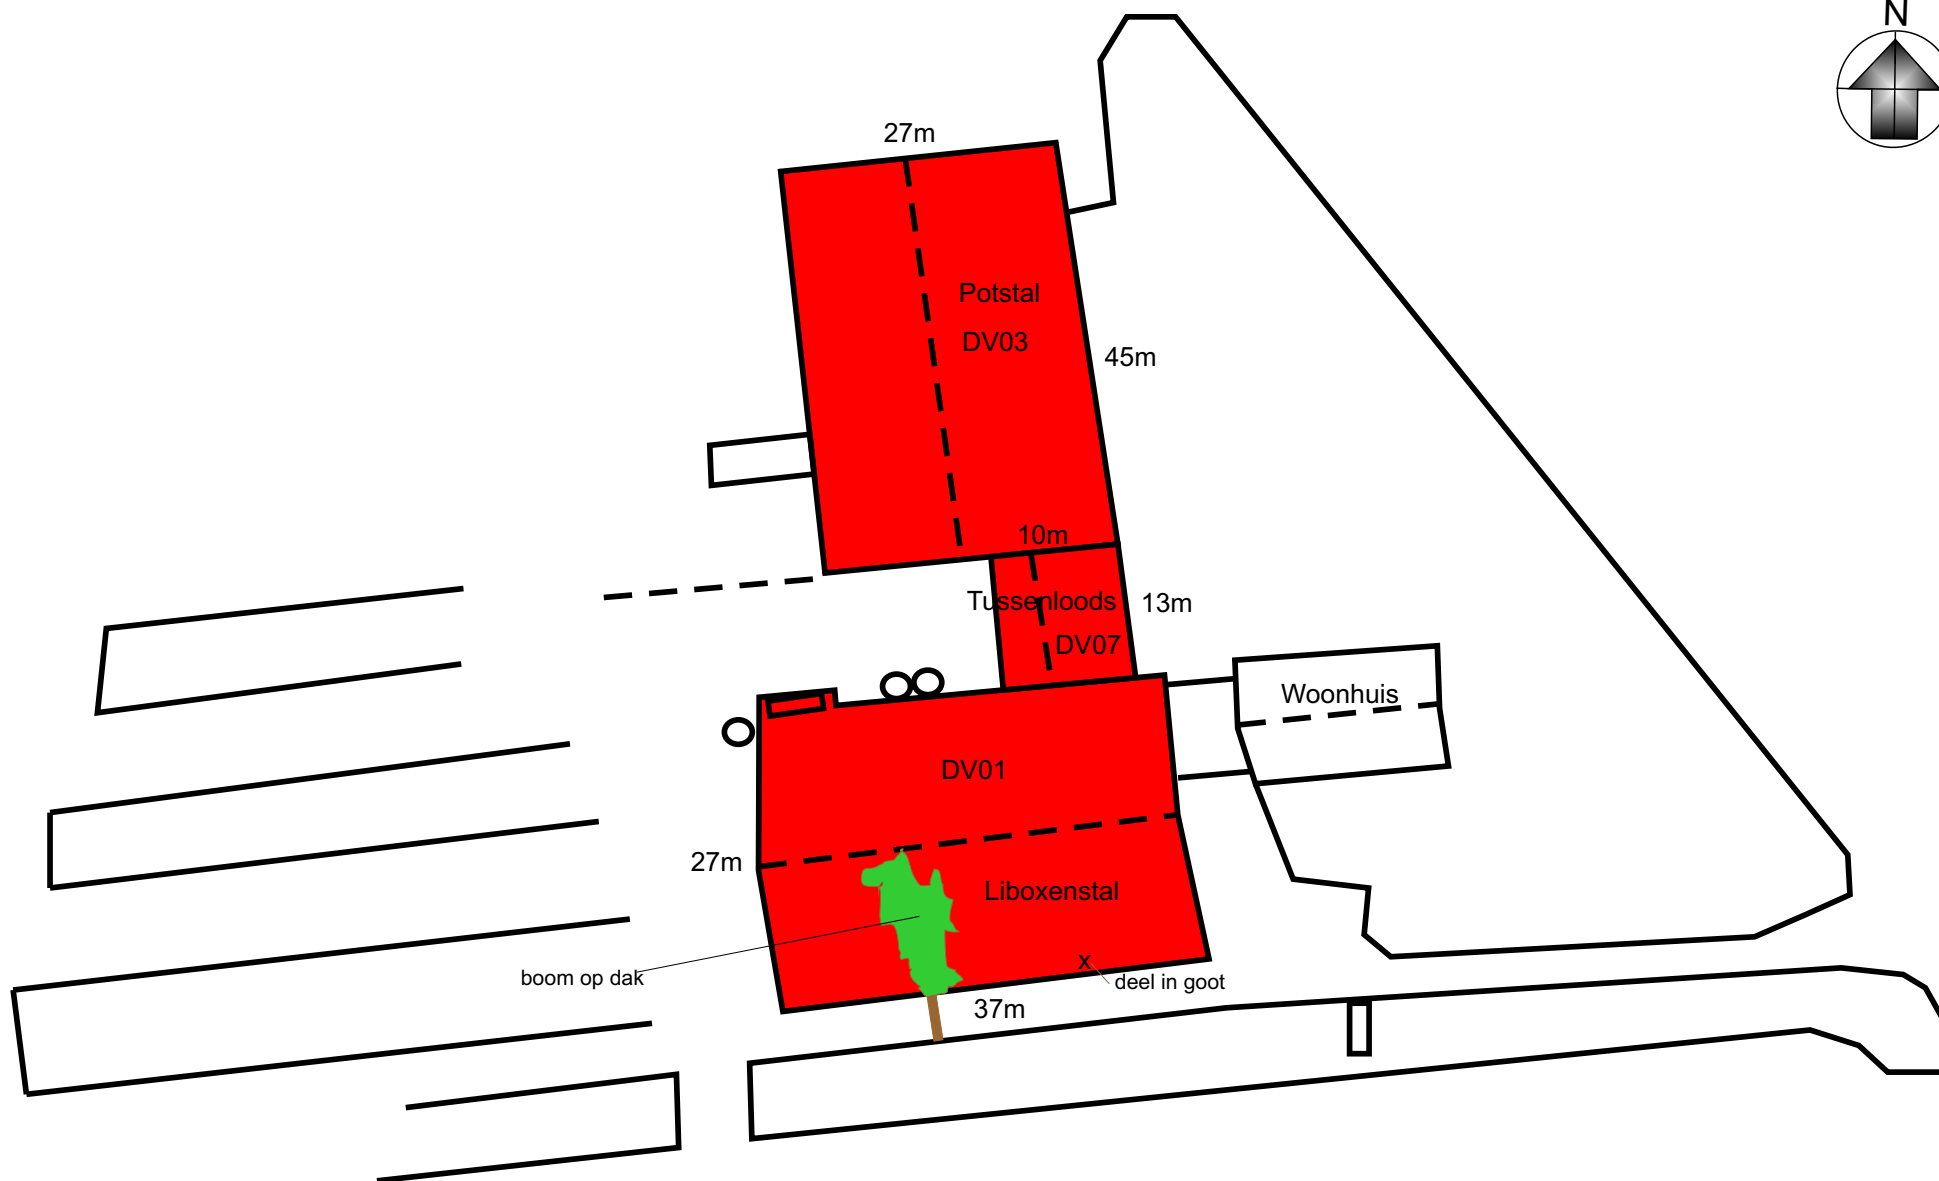 N
27m
Potstal
DV03
45m
10m
Tussenloods
13m
DV07
Woonhuis
DV01
27m
Liboxenstal
boom op dak
x
deel in goot
37m